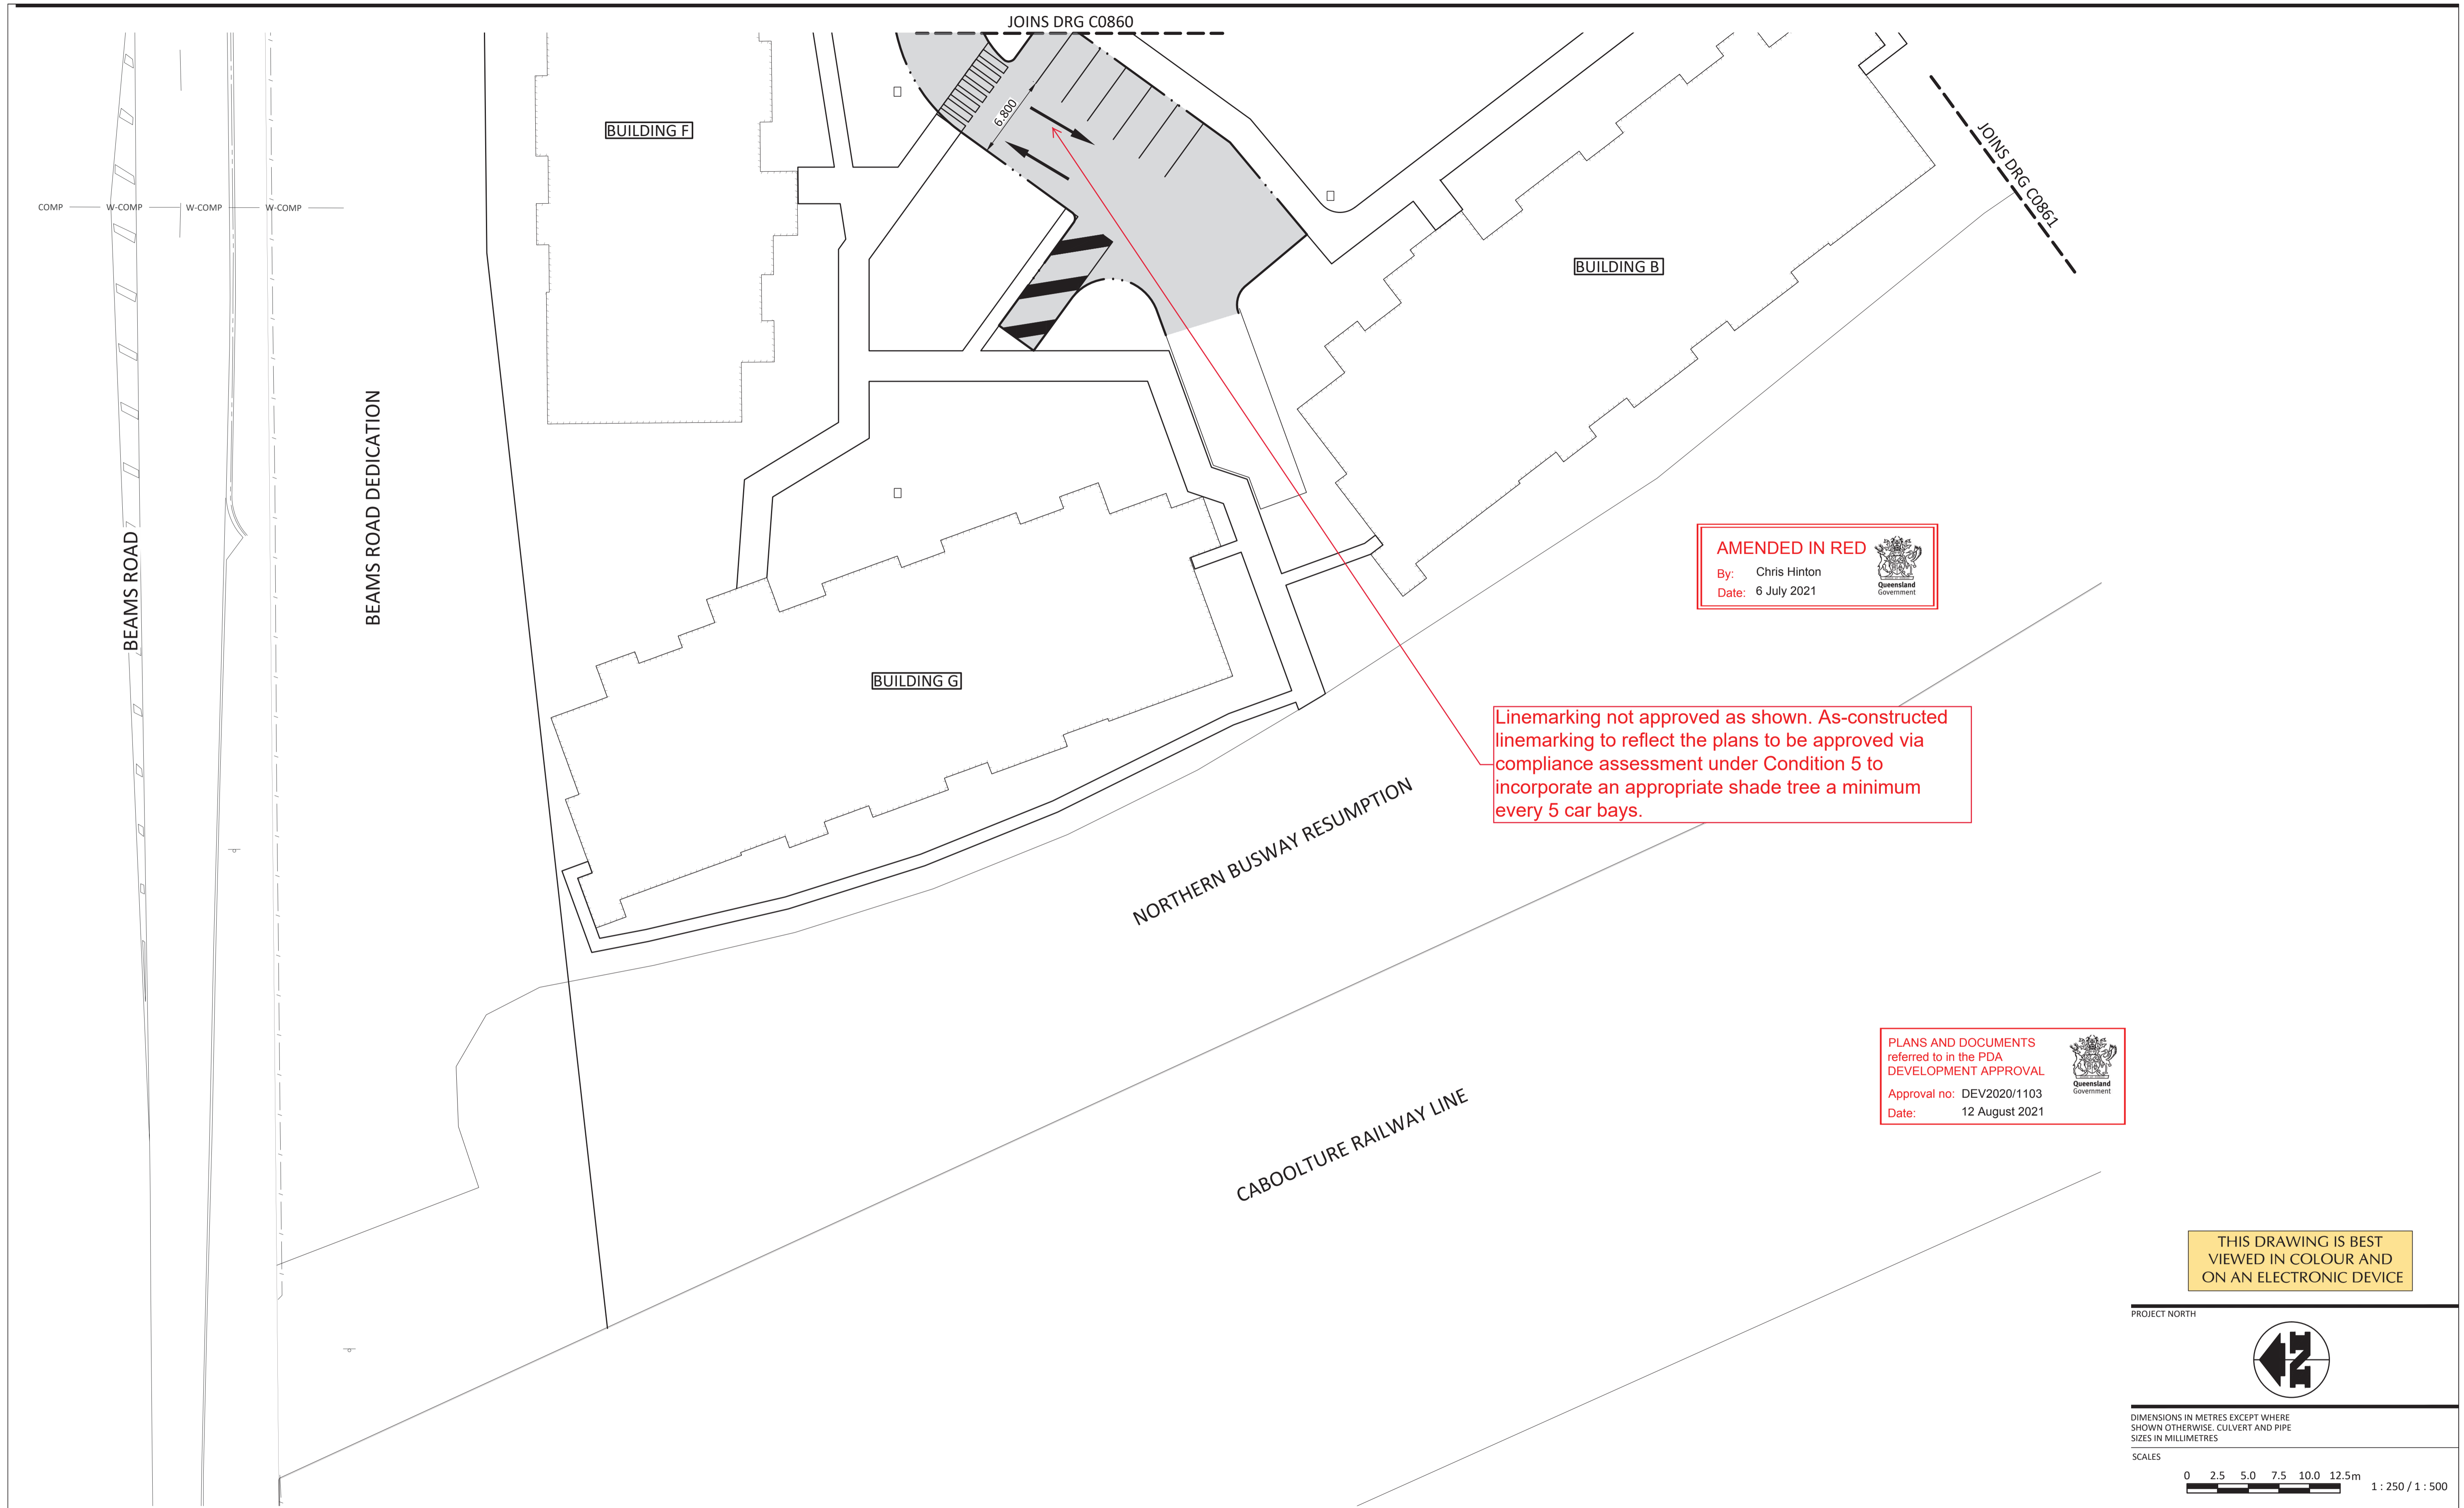 JOINS DRG C0860
6.800
BUILDING F
JOINS DRG C0861
COMP
W-COMP
W-COMP
W-COMP
BUILDING B
BEAMS ROAD
BEAMS ROAD DEDICATION
AMENDED IN RED
By: Chris Hinton
Date: 6 July 2021
Queensland
Government
BUILDING G
Linemarking not approved as shown. As-constructed
linemarking to reflect the plans to be approved via
compliance assessment under Condition 5 to
incorporate an appropriate shade tree a minimum
every 5 car bays.
NORTHERN BUSWAY RESUMPTION
CABOOLTURE RAILWAY LINE
PLANS AND DOCUMENTS
referred to in the PDA
DEVELOPMENT APPROVAL
Approval no: DEV2020/1103
Date: 12 August 2021
Queensland
Government
THIS DRAWING IS BEST
VIEWED IN COLOUR AND
ON AN ELECTRONIC DEVICE
PROJECT NORTH
N
DIMENSIONS IN METRES EXCEPT WHERE
SHOWN OTHERWISE. CULVERT AND PIPE
SIZES IN MILLIMETRES
SCALES
0 2.5 5.0 7.5 10.0 12.5m
1 : 250 / 1 : 500